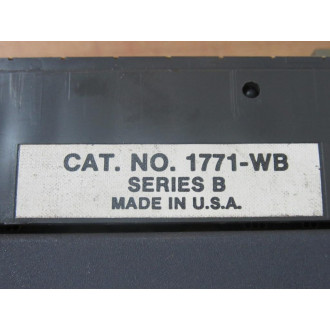 CAT. NO. 1771-WB
SERIES B
MADE IN U.S.A.